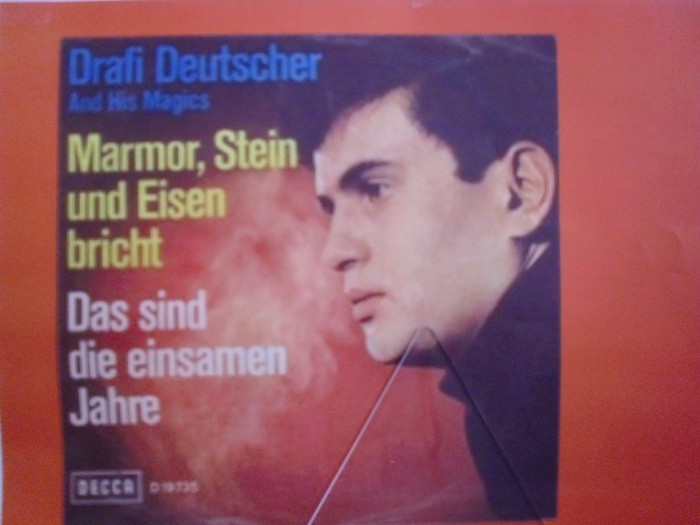 Drafi Deutscher
And His Magics
Marmor, Stein
und Eisen
bricht
Das sind
die einsamen
Jahre
DECCA D 19735